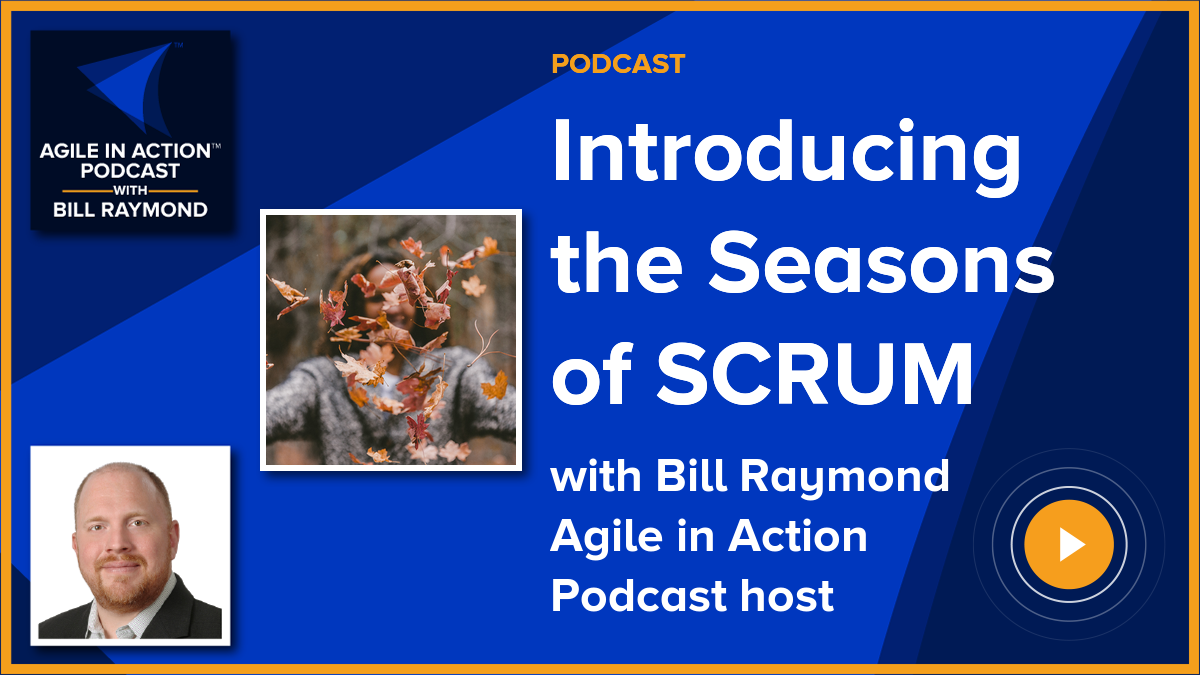 AGILE IN ACTION™
PODCAST
WITH
BILL RAYMOND
PODCAST
Introducing
the Seasons
of SCRUM
with Bill Raymond
Agile in Action
Podcast host